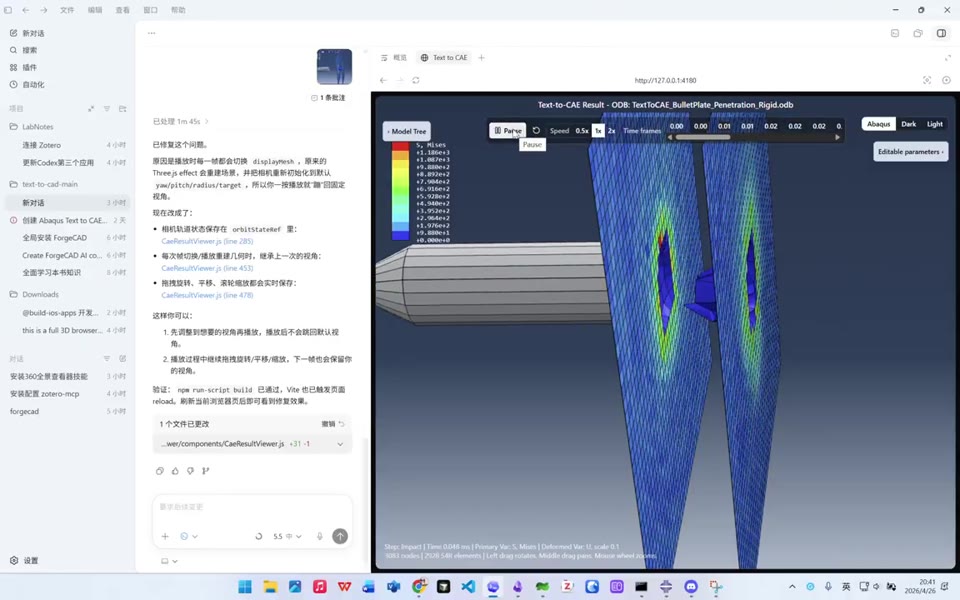 文件 编辑 查看 窗口 帮助
新对话
搜索
插件
自动化
项目
LabNotes
连接 Zotero 3 小时
更新Codex第三个应用 4 小时
text-to-cad-main
新对话 3 小时
创建 Abaqus Text to CAE... 2 天
全局安装 ForgeCAD 6 小时
Create ForgeCAD AI co... 6 小时
全面学习本书知识 8 小时
Downloads
@build-ios-apps 开发... 2 小时
this is a full 3D browser... 4 小时
对话
安装360全景查看器技能 3 小时
安装配置 zotero-mcp 4 小时
forgecad 5 小时
设置
1 条批注
已处理 1m 45s
已修复这个问题。
原因是播放时每一帧都会切换 displayMesh，原来的
Three.js effect 会重建场景，并把相机重新初始化到默认
yaw/pitch/radius/target，所以你一按播放就“蹦”回固定
视角。
现在改成了：
• 相机轨道状态保存在 orbitStateRef 里：
CaeResultViewer.js (line 285)
• 每次帧切换/播放重建几何时，继承上一次的视角：
CaeResultViewer.js (line 453)
• 拖拽旋转、平移、滚轮缩放都会实时保存：
CaeResultViewer.js (line 478)
这样你可以：
1. 先调整到想要的视角再播放，播放后不会跳回默认视
角。
2. 播放过程中继续拖拽旋转/平移/缩放，下一帧也会保留你
的视角。
验证： npm run-script build 已通过，Vite 也已触发页面
reload。刷新当前浏览器页后即可看到修复效果。
1 个文件已更改 撤销
...wer/components/CaeResultViewer.js +31 -1
要求后续变更
5.5 中
概览 Text to CAE
http://127.0.0.1:4180
Text-to-CAE Result - ODB: TextToCAE_BulletPlate_Penetration_Rigid.odb
‹ Model Tree
Pause Speed 0.5x 1x 2x Time frames 0.00 0.00 0.01 0.01 0.02 0.02 0.02 0.
Pause
Abaqus Dark Light
Editable parameters ›
S, Mises
+1.186e+3
+1.087e+3
+9.880e+2
+8.892e+2
+7.904e+2
+6.916e+2
+5.928e+2
+4.940e+2
+3.952e+2
+2.964e+2
+1.976e+2
+9.880e+1
+0.000e+0
Step: Impact | Time 0.048 ms | Primary Var: S, Mises | Deformed Var: U, scale 0.1
nodes | elements | Left drag rotates. Middle drag pans. Mouse wheel zooms.
英
20:41
2026/4/26